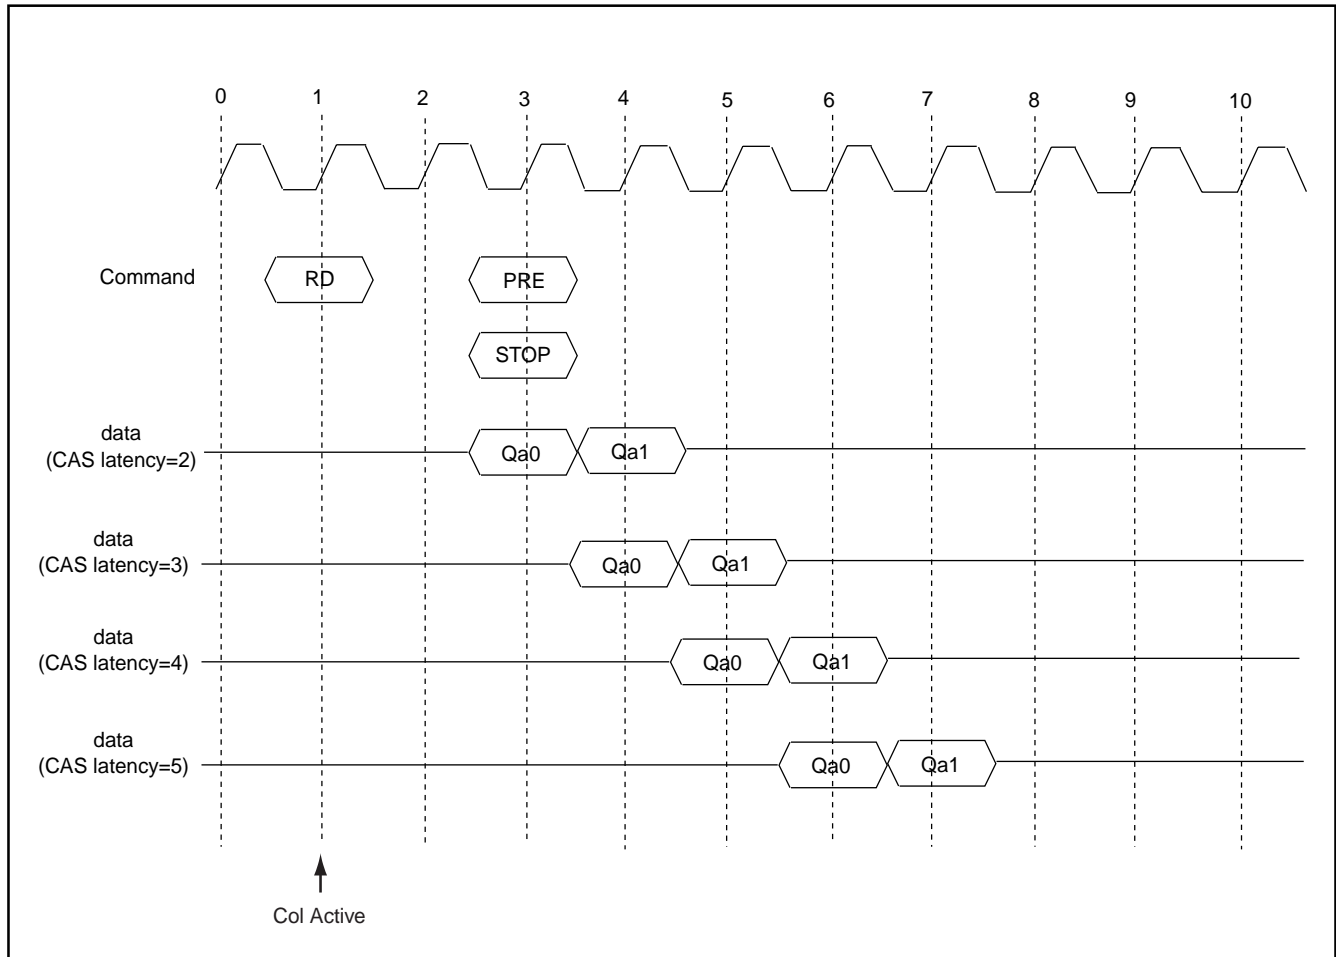 0 1 2 3 4 5 6 7 8 9 10
Command RD PRE
STOP
data
(CAS latency=2) Qa0 Qa1
data
(CAS latency=3) Qa0 Qa1
data
(CAS latency=4) Qa0 Qa1
data
(CAS latency=5) Qa0 Qa1
Col Active